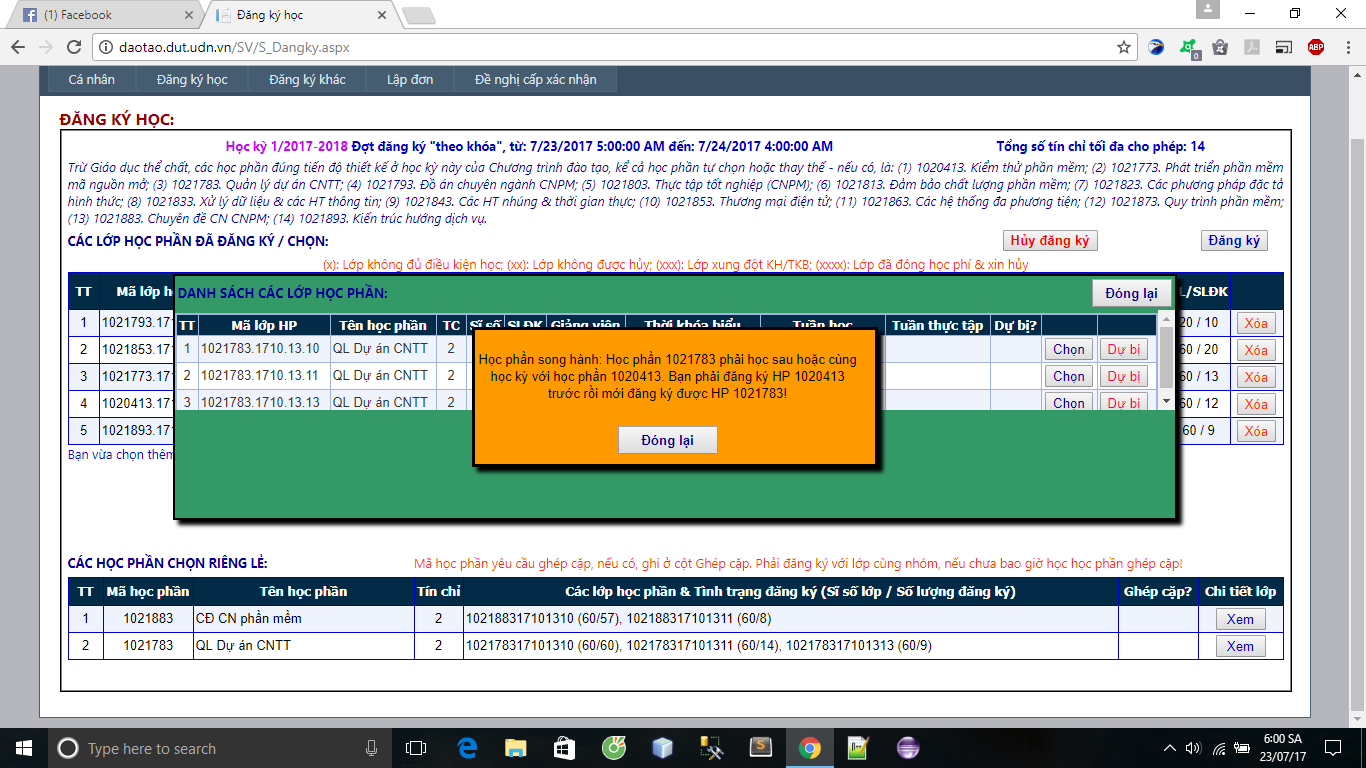 (1) Facebook
Đăng ký học
daotao.dut.udn.vn/SV/S_Dangky.aspx
0
ABP
Cá nhân Đăng ký học Đăng ký khác Lập đơn Đề nghị cấp xác nhận
ĐĂNG KÝ HỌC:
Học kỳ 1/2017-2018 Đợt đăng ký "theo khóa", từ: 7/23/2017 5:00:00 AM đến: 7/24/2017 4:00:00 AM Tổng số tín chỉ tối đa cho phép: 14
Trừ Giáo dục thể chất, các học phần đúng tiến độ thiết kế ở học kỳ này của Chương trình đào tạo, kể cả học phần tự chọn hoặc thay thế - nếu có, là: (1) 1020413. Kiểm thử phần mềm; (2) 1021773. Phát triển phần mềm
mã nguồn mở; (3) 1021783. Quản lý dự án CNTT; (4) 1021793. Đồ án chuyên ngành CNPM; (5) 1021803. Thực tập tốt nghiệp (CNPM); (6) 1021813. Đảm bảo chất lượng phần mềm; (7) 1021823. Các phương pháp đặc tả
hình thức; (8) 1021833. Xử lý dữ liệu & các HT thông tin; (9) 1021843. Các HT nhúng & thời gian thực; (10) 1021853. Thương mại điện tử; (11) 1021863. Các hệ thống đa phương tiện; (12) 1021873. Quy trình phần mềm;
(13) 1021883. Chuyên đề CN CNPM; (14) 1021893. Kiến trúc hướng dịch vụ.
CÁC LỚP HỌC PHẦN ĐÃ ĐĂNG KÝ / CHỌN: Hủy đăng ký Đăng ký
(x): Lớp không đủ điều kiện học; (xx): Lớp không được hủy; (xxx): Lớp xung đột KH/TKB; (xxxx): Lớp đã đóng học phí & xin hủy
TT Mã lớp h L/SLĐK
1 1021793.17 20 / 10 Xóa
2 1021853.17 60 / 20 Xóa
3 1021773.17 60 / 13 Xóa
4 1020413.17 60 / 12 Xóa
5 1021893.17 60 / 9 Xóa
Bạn vừa chọn thêm
DANH SÁCH CÁC LỚP HỌC PHẦN: Đóng lại
TT Mã lớp HP Tên học phần TC Sĩ số SLĐK Giảng viên Thời khóa biểu Tuần học Tuần thực tập Dự bị?
1 1021783.1710.13.10 QL Dự án CNTT 2 Chọn Dự bị
2 1021783.1710.13.11 QL Dự án CNTT 2 Chọn Dự bị
3 1021783.1710.13.13 QL Dự án CNTT 2 Chọn Dự bị
Học phần song hành: Học phần 1021783 phải học sau hoặc cùng
học kỳ với học phần 1020413. Bạn phải đăng ký HP 1020413
trước rồi mới đăng ký được HP 1021783!
Đóng lại
CÁC HỌC PHẦN CHỌN RIÊNG LẺ: Mã học phần yêu cầu ghép cặp, nếu có, ghi ở cột Ghép cặp. Phải đăng ký với lớp cùng nhóm, nếu chưa bao giờ học học phần ghép cặp!
TT Mã học phần Tên học phần Tín chỉ Các lớp học phần & Tình trạng đăng ký (Sĩ số lớp / Số lượng đăng ký) Ghép cặp? Chi tiết lớp
1 1021883 CĐ CN phần mềm 2 102188317101310 (60/57), 102188317101311 (60/8) Xem
2 1021783 QL Dự án CNTT 2 102178317101310 (60/60), 102178317101311 (60/14), 102178317101313 (60/9) Xem
Type here to search
6:00 SA
23/07/17